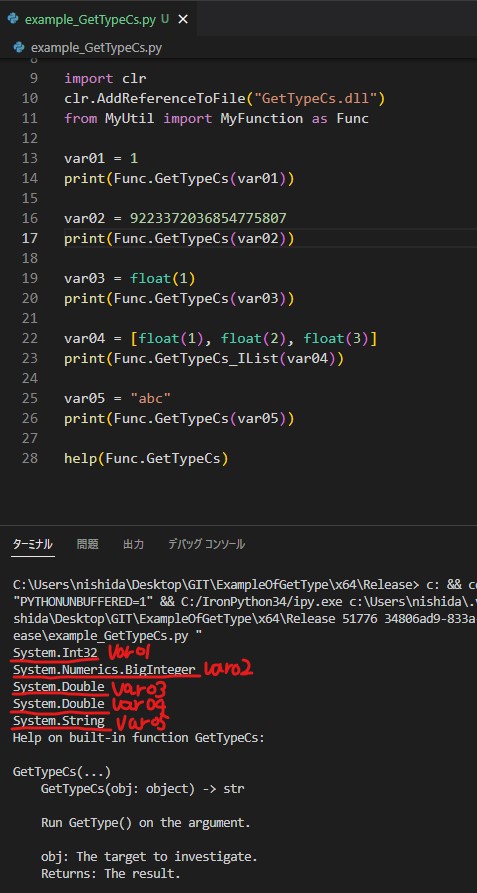 example_GetTypeCs.py U
example_GetTypeCs.py
8
9 import clr
10 clr.AddReferenceToFile("GetTypeCs.dll")
11 from MyUtil import MyFunction as Func
12
13 var01 = 1
14 print(Func.GetTypeCs(var01))
15
16 var02 = 9223372036854775807
17 print(Func.GetTypeCs(var02))
18
19 var03 = float(1)
20 print(Func.GetTypeCs(var03))
21
22 var04 = [float(1), float(2), float(3)]
23 print(Func.GetTypeCs_IList(var04))
24
25 var05 = "abc"
26 print(Func.GetTypeCs(var05))
27
28 help(Func.GetTypeCs)
ターミナル 問題 出力 デバッグ コンソール
C:\Users\nishida\Desktop\GIT\ExampleOfGetType\x64\Release> c: && c
"PYTHONUNBUFFERED=1" && C:/IronPython34/ipy.exe c:\Users\nishida\.
shida\Desktop\GIT\ExampleOfGetType\x64\Release 51776 34806ad9-833a
ease\example_GetTypeCs.py "
System.Int32 var01
System.Numerics.BigInteger var02
System.Double var03
System.Double var04
System.String var05
Help on built-in function GetTypeCs:
GetTypeCs(...)
GetTypeCs(obj: object) -> str
Run GetType() on the argument.
obj: The target to investigate.
Returns: The result.